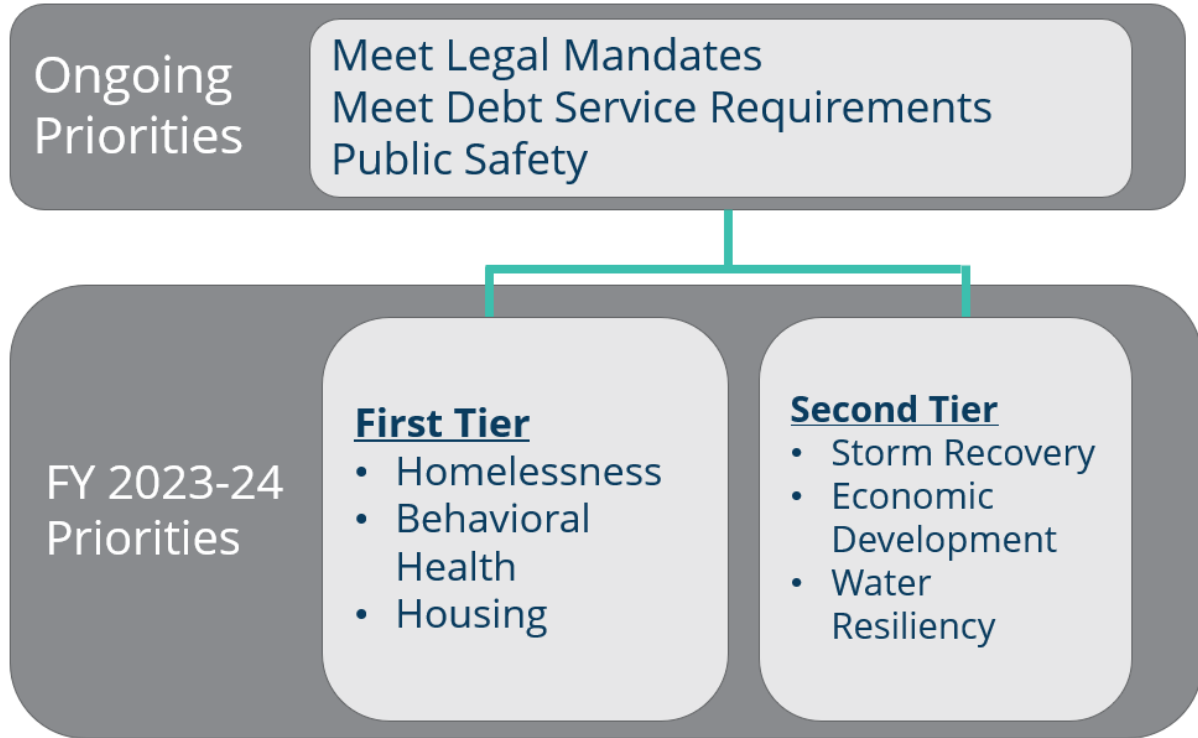 Ongoing
Priorities
Meet Legal Mandates
Meet Debt Service Requirements
Public Safety
FY 2023-24
Priorities
First Tier
• Homelessness
• Behavioral
Health
• Housing
Second Tier
• Storm Recovery
• Economic
Development
• Water
Resiliency